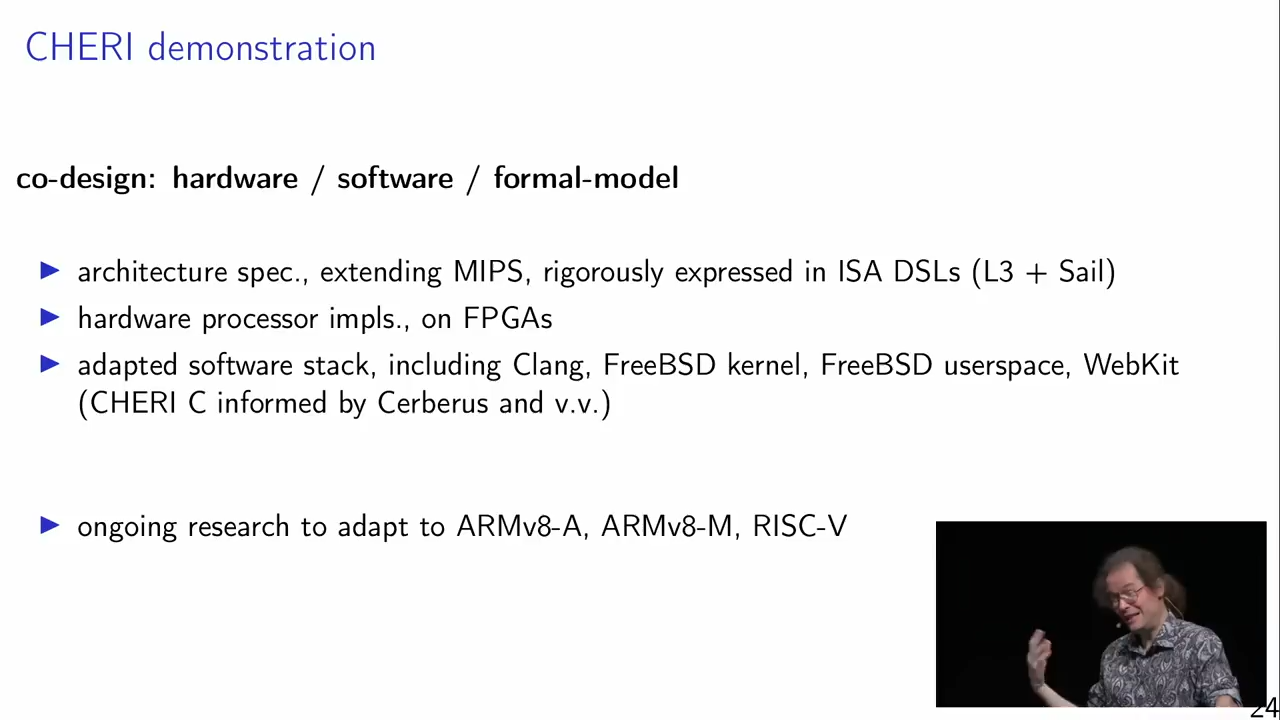 CHERI demonstration
co-design: hardware / software / formal-model
▶ architecture spec., extending MIPS, rigorously expressed in ISA DSLs (L3 + Sail)
▶ hardware processor impls., on FPGAs
▶ adapted software stack, including Clang, FreeBSD kernel, FreeBSD userspace, WebKit
(CHERI C informed by Cerberus and v.v.)
▶ ongoing research to adapt to ARMv8-A, ARMv8-M, RISC-V
24